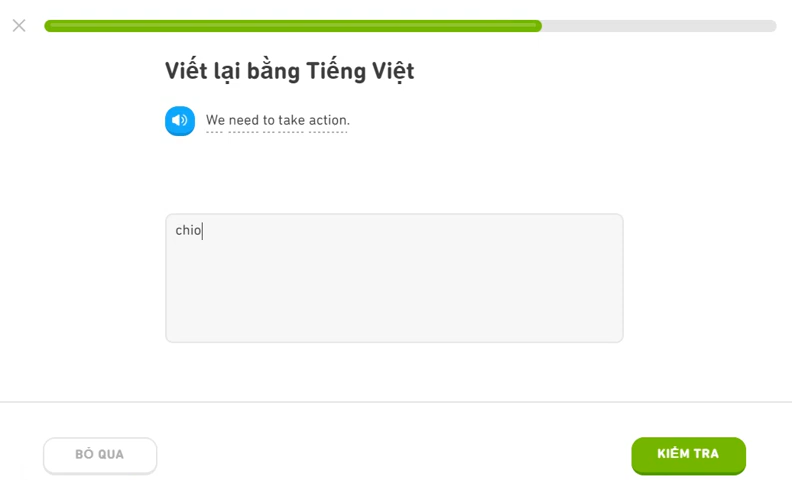 Viết lại bằng Tiếng Việt
We need to take action.
chio
BỎ QUA
KIỂM TRA